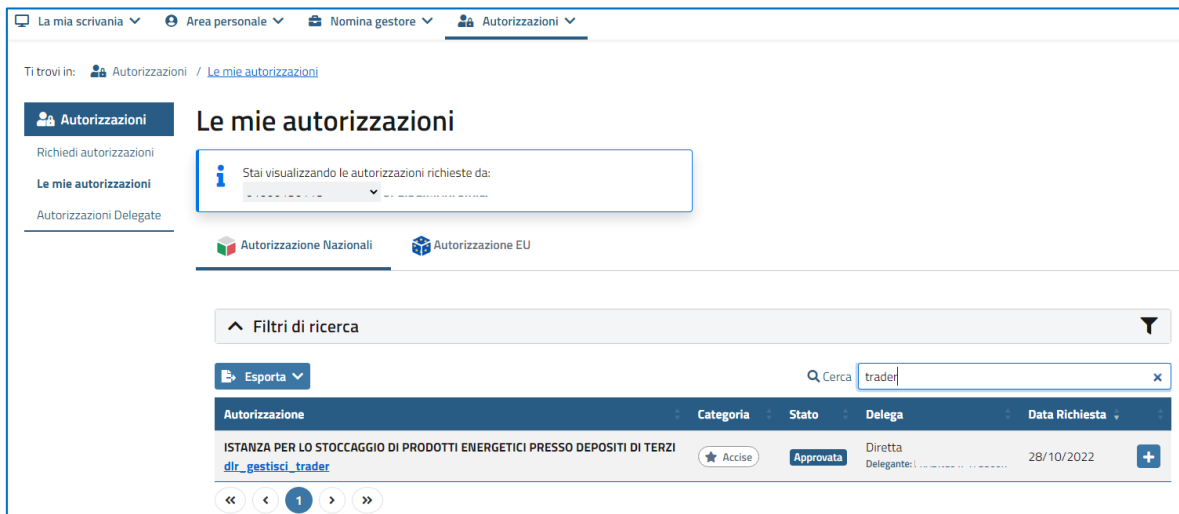 La mia scrivania Area personale Nomina gestore Autorizzazioni
Ti trovi in: Autorizzazioni / Le mie autorizzazioni
Autorizzazioni
Richiedi autorizzazioni
Le mie autorizzazioni
Autorizzazioni Delegate
Le mie autorizzazioni
Stai visualizzando le autorizzazioni richieste da:
Autorizzazione Nazionali Autorizzazione EU
Filtri di ricerca
Esporta Cerca trader
Autorizzazione Categoria Stato Delega Data Richiesta
ISTANZA PER LO STOCCAGGIO DI PRODOTTI ENERGETICI PRESSO DEPOSITI DI TERZI
dlr_gestisci_trader
Accise Approvata Diretta 28/10/2022
Delegante:
1